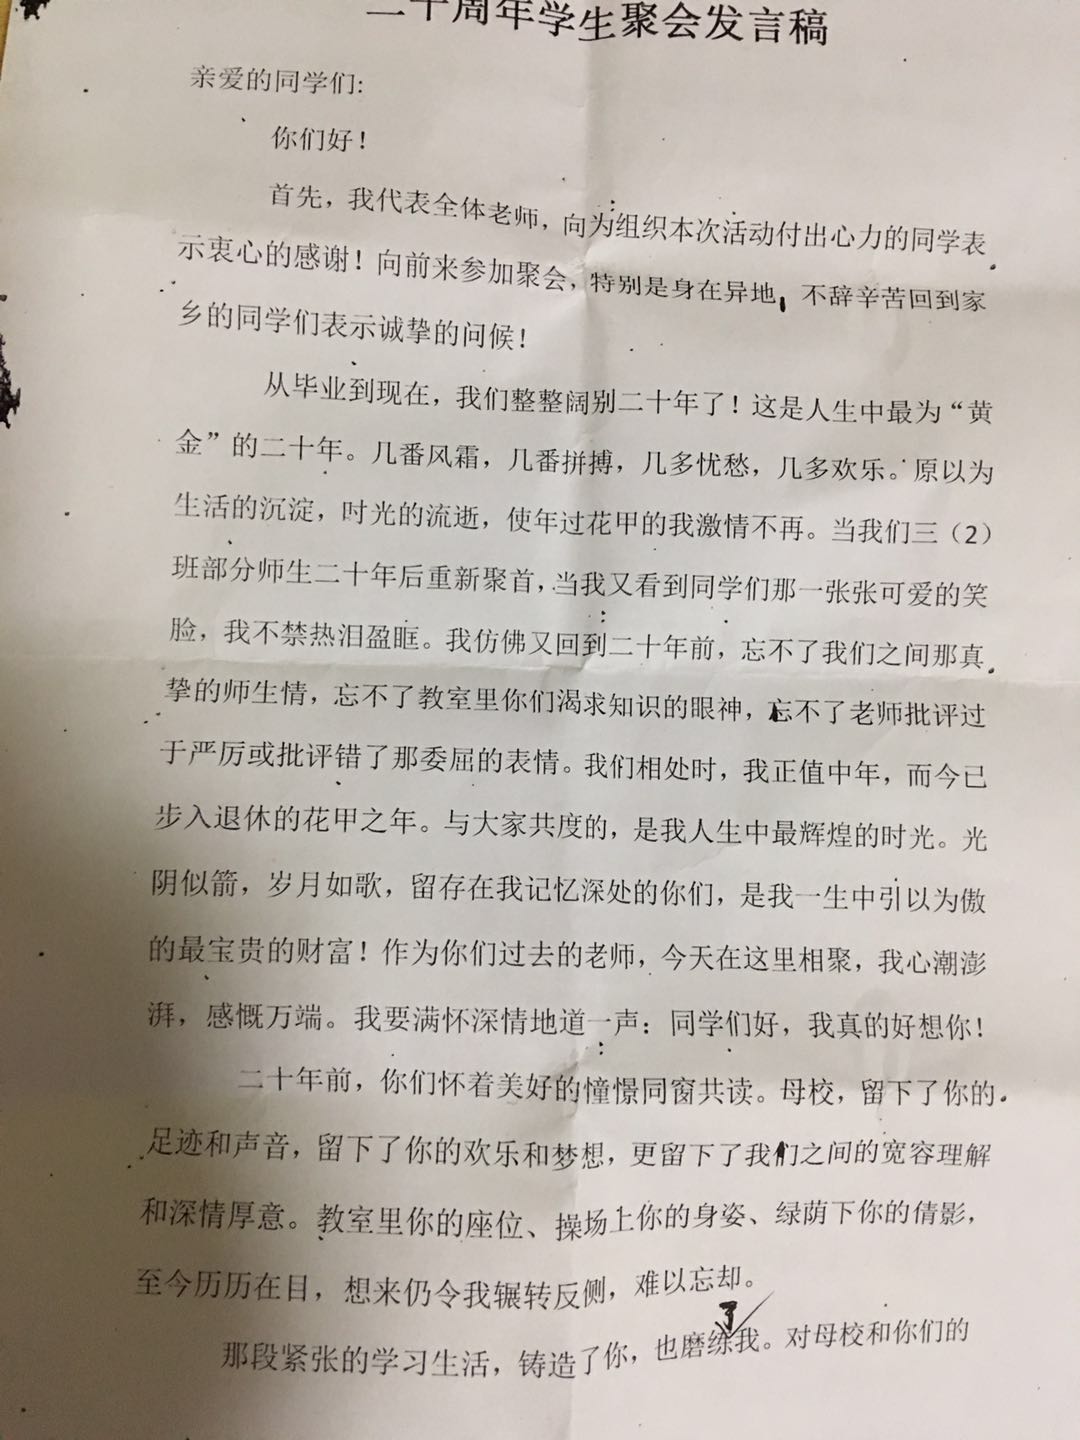 二十周年学生聚会发言稿
亲爱的同学们:
你们好！
首先，我代表全体老师，向为组织本次活动付出心力的同学表
示衷心的感谢！向前来参加聚会，特别是身在异地，不辞辛苦回到家
乡的同学们表示诚挚的问候！
从毕业到现在，我们整整阔别二十年了！这是人生中最为“黄
金”的二十年。几番风霜，几番拼搏，几多忧愁，几多欢乐。原以为
生活的沉淀，时光的流逝，使年过花甲的我激情不再。当我们三（2）
班部分师生二十年后重新聚首，当我又看到同学们那一张张可爱的笑
脸，我不禁热泪盈眶。我仿佛又回到二十年前，忘不了我们之间那真
挚的师生情，忘不了教室里你们渴求知识的眼神，忘不了老师批评过
于严厉或批评错了那委屈的表情。我们相处时，我正值中年，而今已
步入退休的花甲之年。与大家共度的，是我人生中最辉煌的时光。光
阴似箭，岁月如歌，留存在我记忆深处的你们，是我一生中引以为傲
的最宝贵的财富！作为你们过去的老师，今天在这里相聚，我心潮澎
湃，感慨万端。我要满怀深情地道一声：同学们好，我真的好想你！
二十年前，你们怀着美好的憧憬同窗共读。母校，留下了你的
足迹和声音，留下了你的欢乐和梦想，更留下了我们之间的宽容理解
和深情厚意。教室里你的座位、操场上你的身姿、绿荫下你的倩影，
至今历历在目，想来仍令我辗转反侧，难以忘却。
那段紧张的学习生活，铸造了你，也磨练了我。对母校和你们的